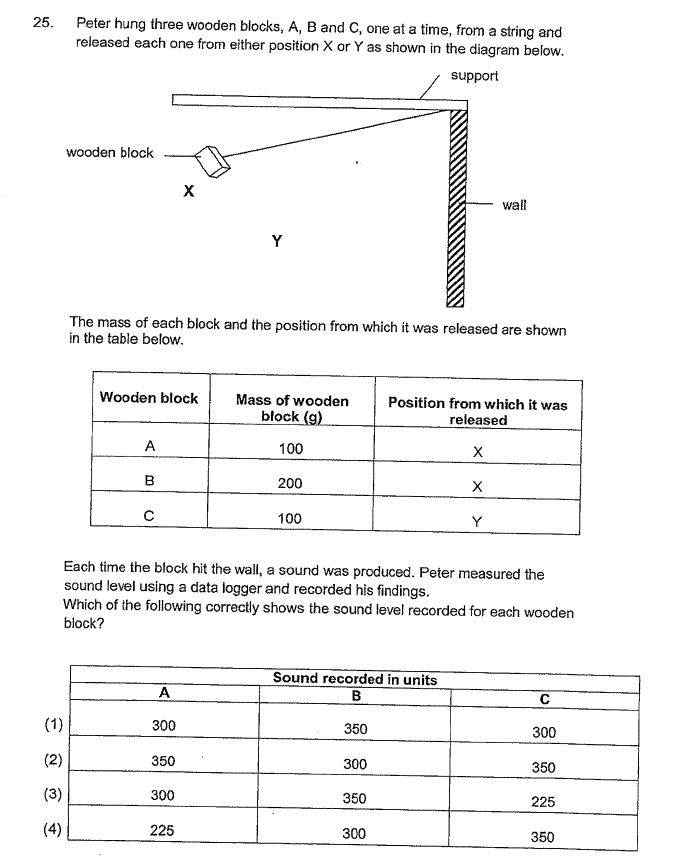 25. Peter hung three wooden blocks, A, B and C, one at a time, from a string and
released each one from either position X or Y as shown in the diagram below.
support
wooden block
X
wall
Y
The mass of each block and the position from which it was released are shown
in the table below.
Wooden block Mass of wooden block (g) Position from which it was released
A 100 X
B 200 X
C 100 Y
Each time the block hit the wall, a sound was produced. Peter measured the
sound level using a data logger and recorded his findings.
Which of the following correctly shows the sound level recorded for each wooden
block?
Sound recorded in units
A B C
(1) 300 350 300
(2) 350 300 350
(3) 300 350 225
(4) 225 300 350